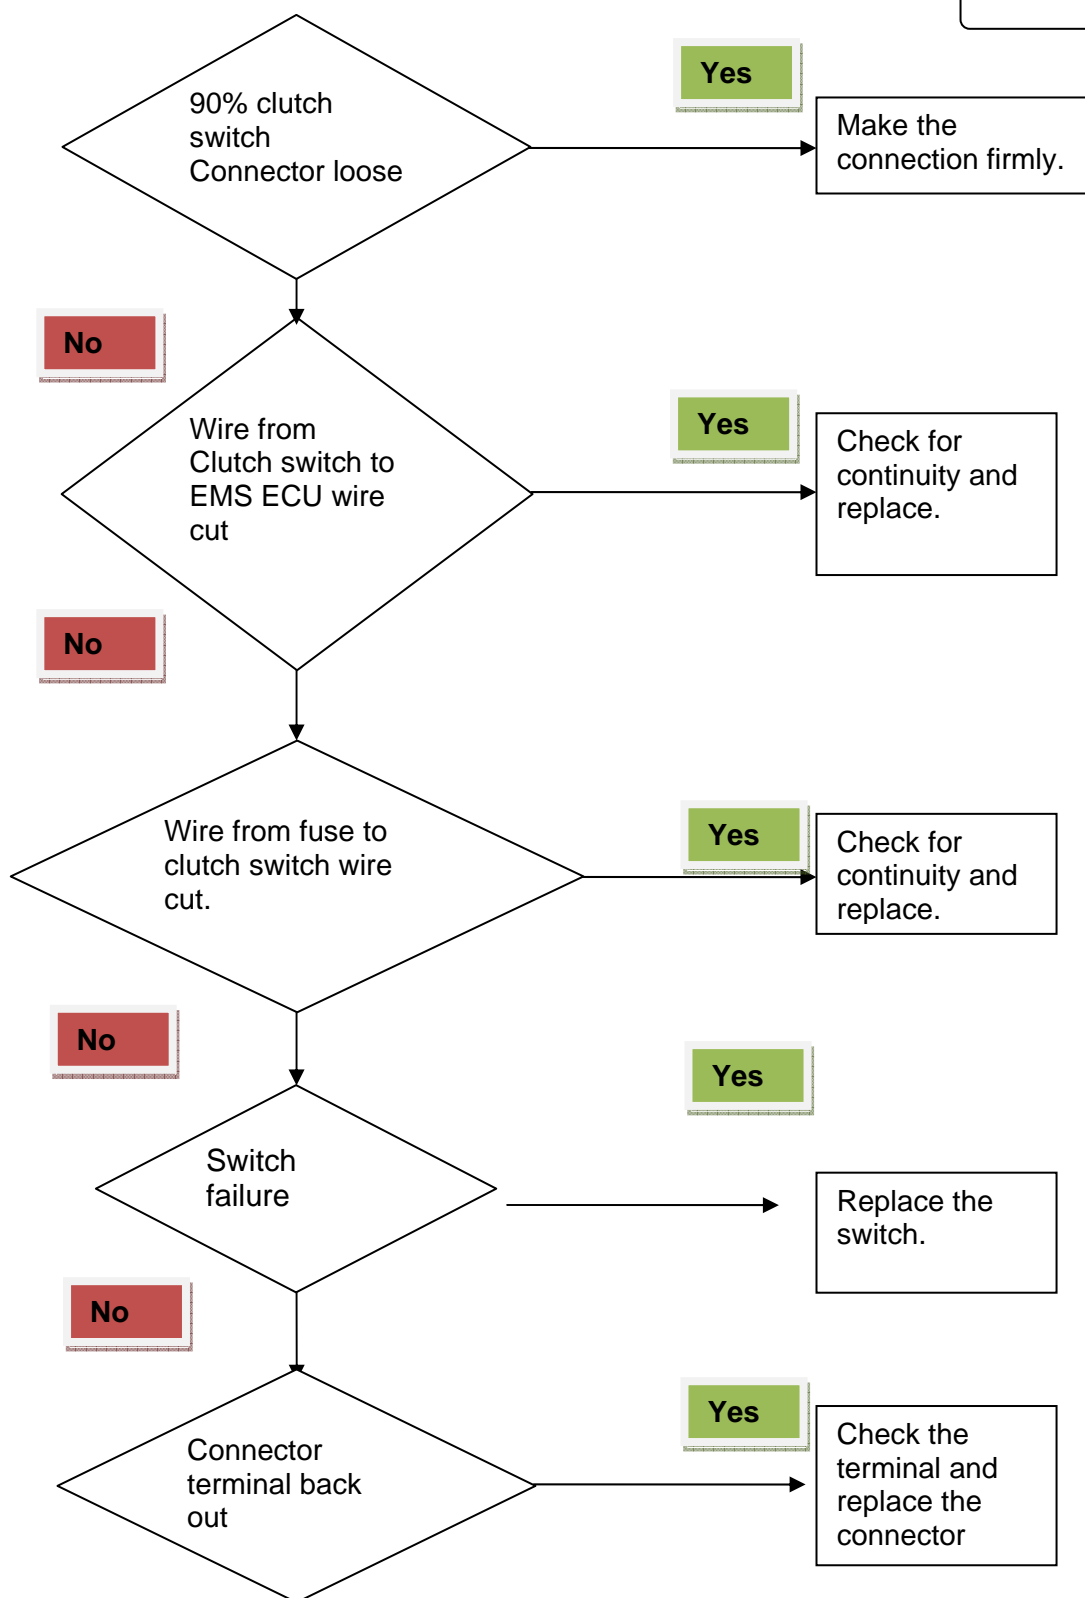 90% clutch
switch
Connector loose
Yes
Make the
connection firmly.
No
Wire from
Clutch switch to
EMS ECU wire
cut
Yes
Check for
continuity and
replace.
No
Wire from fuse to
clutch switch wire
cut.
Yes
Check for
continuity and
replace.
No
Switch
failure
Yes
Replace the
switch.
No
Connector
terminal back
out
Yes
Check the
terminal and
replace the
connector